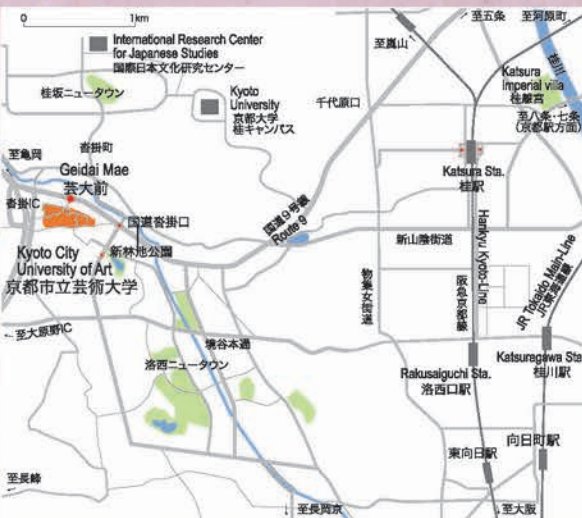 0
1km
International Research Center
for Japanese Studies
国際日本文化研究センター
至五条
至河原町
至嵐山
桂川
Katsura
Imperial villa
桂離宮
至八条・七条
(京都駅方面)
桂坂ニュータウン
Kyoto
University
京都大学
桂キャンパス
千代原口
沓掛町
至亀岡
Geidai Mae
芸大前
Katsura Sta.
桂駅
沓掛IC
国道沓掛口
国道9号線
Route 9
新山陰街道
Kyoto City
University of Art
京都市立芸術大学
新林池公園
物集女街道
阪急京都線
Hankyu Kyoto-Line
JR Tokaido Main-Line
JR東海道線
至大原野IC
境谷本通
洛西ニュータウン
Rakusaiguchi Sta.
洛西口駅
Katsuragawa Sta.
桂川駅
東向日駅
向日町駅
至長峰
至長岡京
至大阪